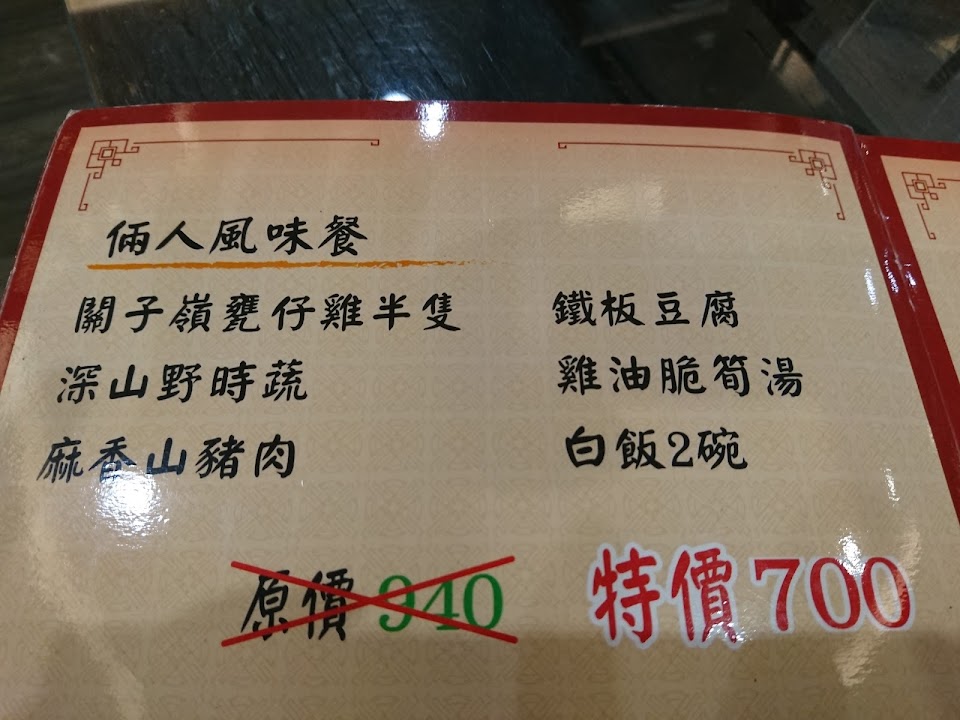 倆人風味餐
關子嶺甕仔雞半隻
鐵板豆腐
深山野時蔬
雞油脆筍湯
麻香山豬肉
白飯2碗
原價940
特價700